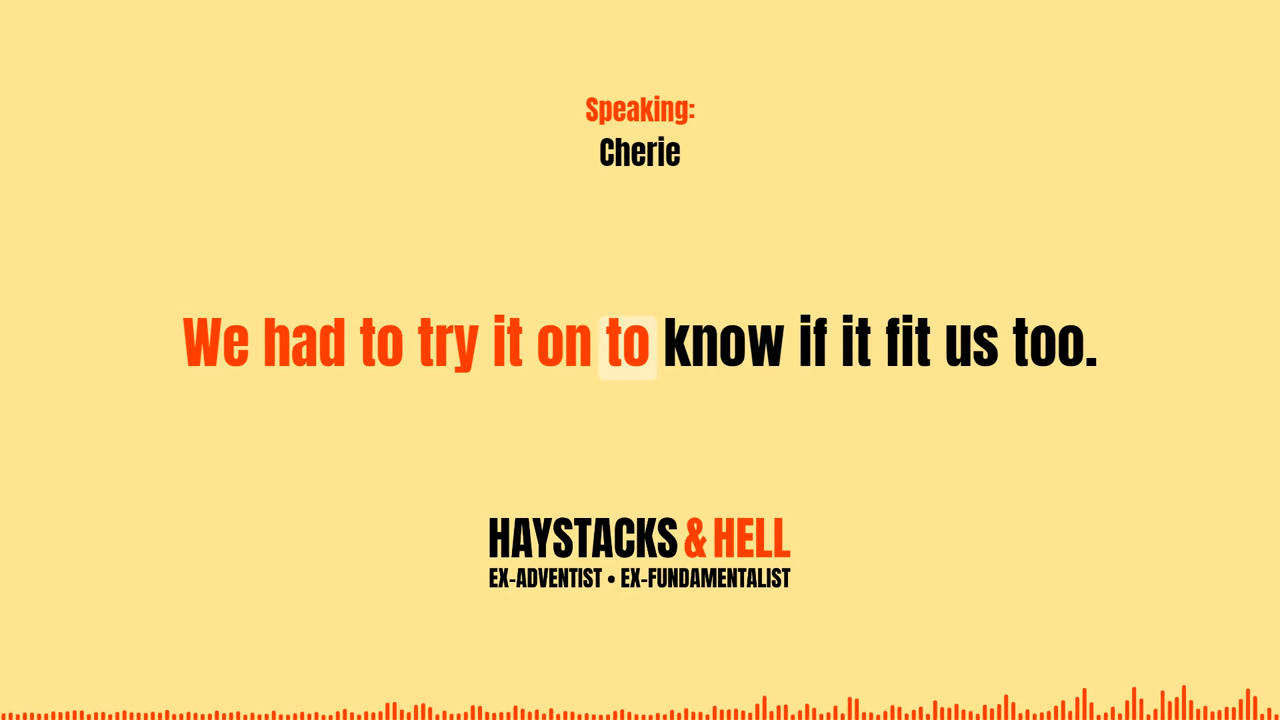 Speaking:
Cherie
We had to try it on to know if it fit us too.
HAYSTACKS & HELL
EX-ADVENTIST • EX-FUNDAMENTALIST